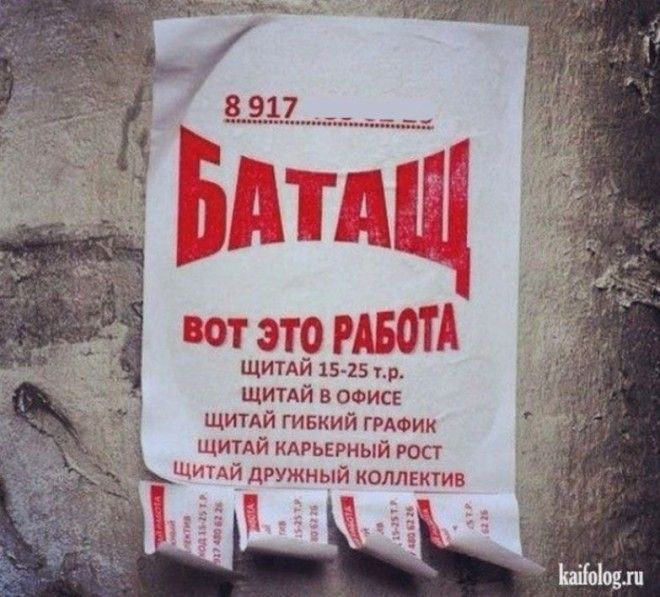 8 917
БАТАЩ
ВОТ ЭТО РАБОТА
ЩИТАЙ 15-25 т.р.
ЩИТАЙ В ОФИСЕ
ЩИТАЙ ГИБКИЙ ГРАФИК
ЩИТАЙ КАРЬЕРНЫЙ РОСТ
ЩИТАЙ ДРУЖНЫЙ КОЛЛЕКТИВ
kaifolog.ru